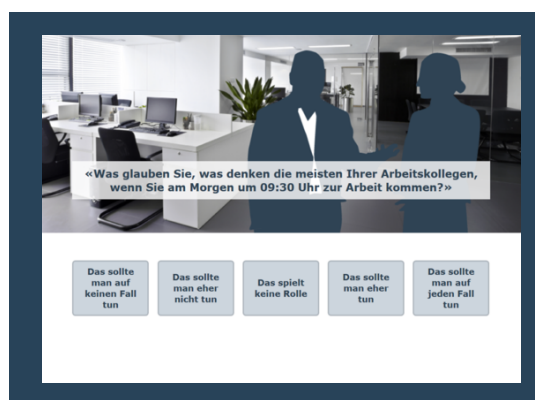 «Was glauben Sie, was denken die meisten Ihrer Arbeitskollegen,
wenn Sie am Morgen um 09:30 Uhr zur Arbeit kommen?»
Das sollte
man auf
keinen Fall
tun
Das sollte
man eher
nicht tun
Das spielt
keine Rolle
Das sollte
man eher
tun
Das sollte
man auf
jeden Fall
tun